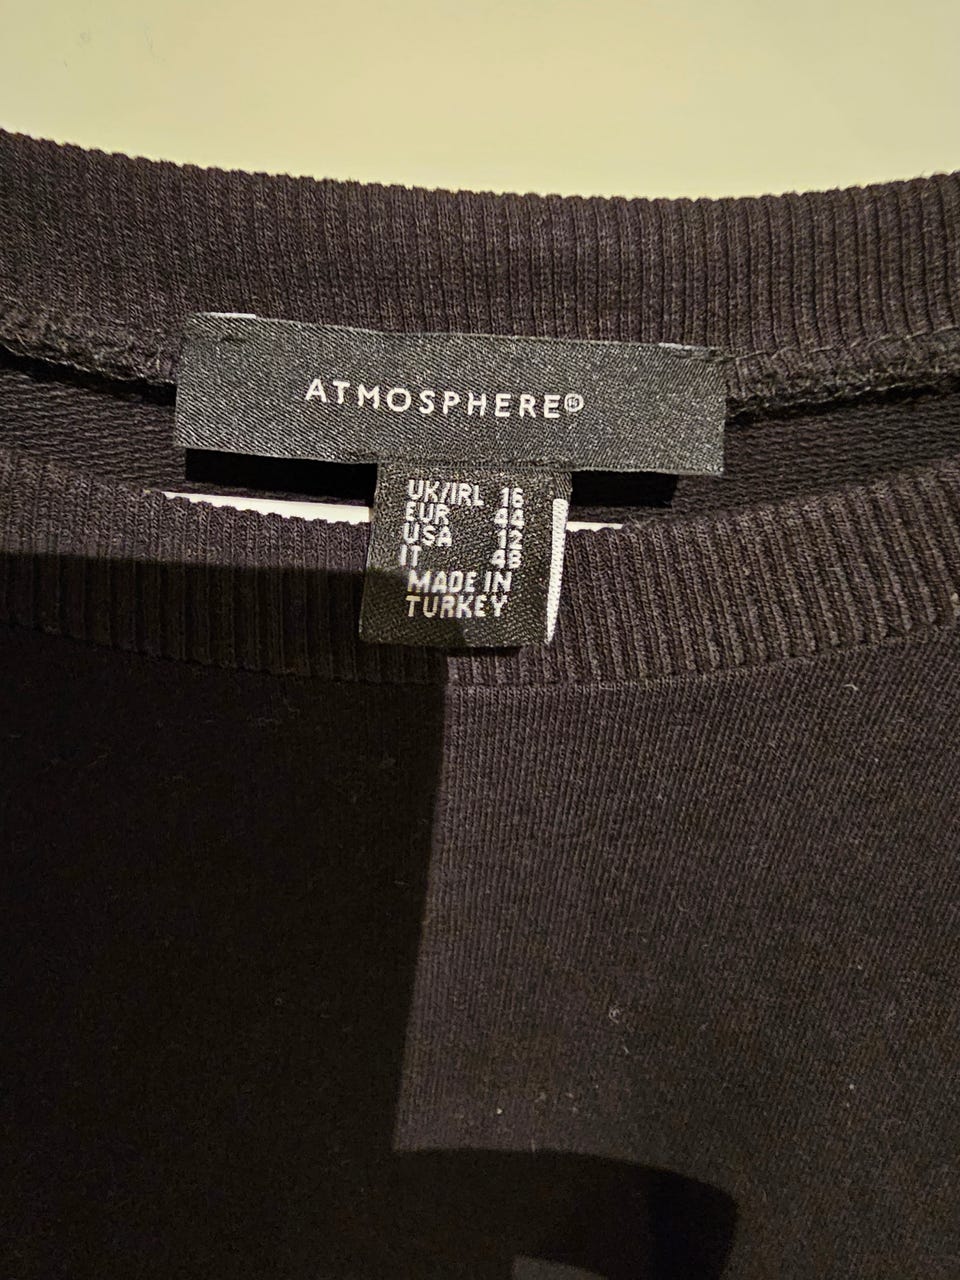 ATMOSPHERE®
UK/IRL 16
EUR 44
USA 12
IT 48
MADE IN
TURKEY